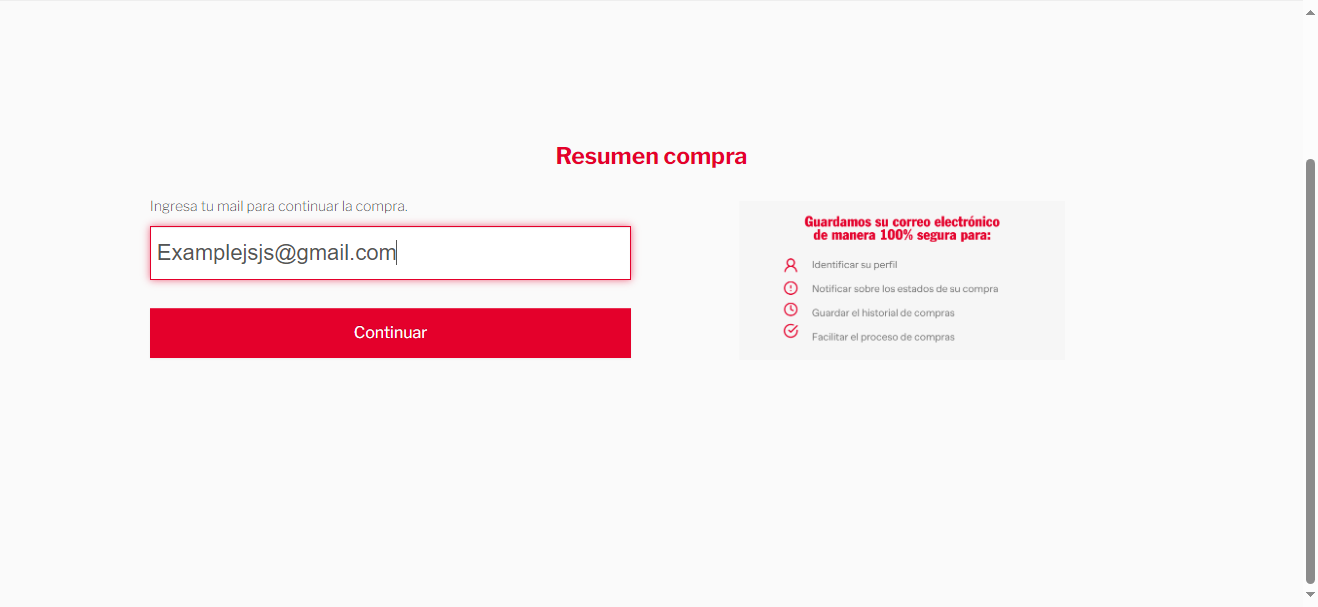 Resumen compra
Ingresa tu mail para continuar la compra.
Examplejsjs@gmail.com
Continuar
Guardamos su correo electrónico
de manera 100% segura para:
Identificar su perfil
Notificar sobre los estados de su compra
Guardar el historial de compras
Facilitar el proceso de compras